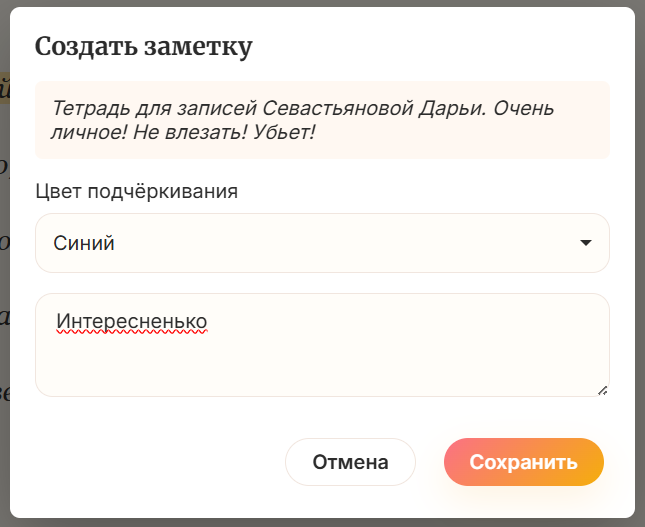 Создать заметку
Тетрадь для записей Севастьяновой Дарьи. Очень
личное! Не влезать! Убьет!
Цвет подчёркивания
Синий
Интересненько
Отмена
Сохранить